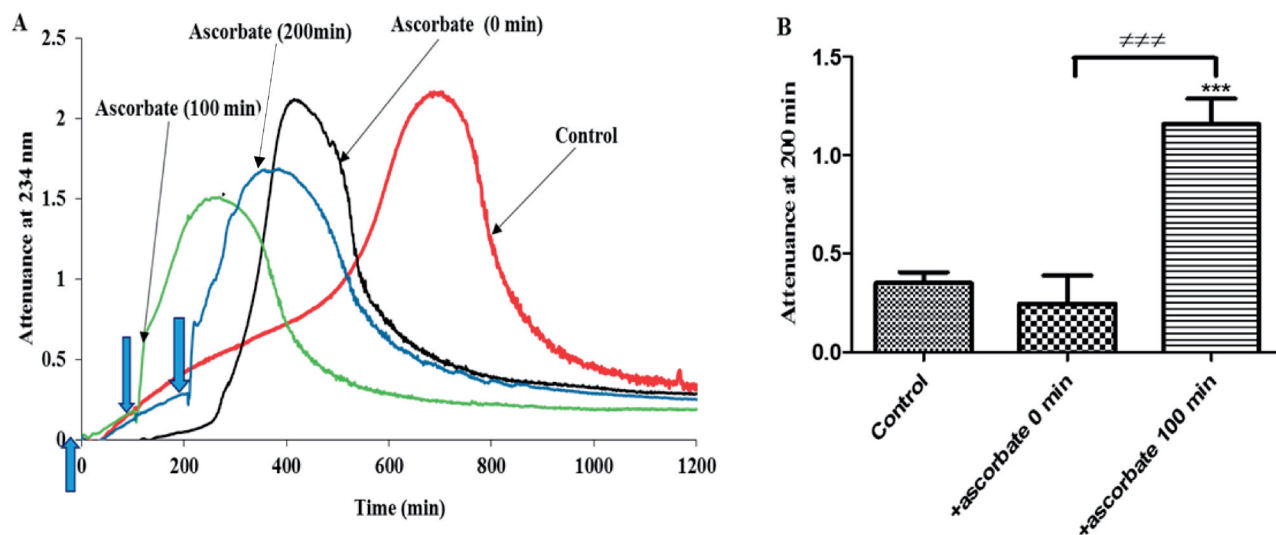 A
Ascorbate (200min)
Ascorbate (0 min)
Ascorbate (100 min)
Control
Attenuance at 234 nm
2.5
2
1.5
1
0.5
0
0 200 400 600 800 1000 1200
Time (min)
B
≠≠≠
***
Attenuance at 200 min
1.5
1.0
0.5
0.0
Control
+ascorbate 0 min
+ascorbate 100 min